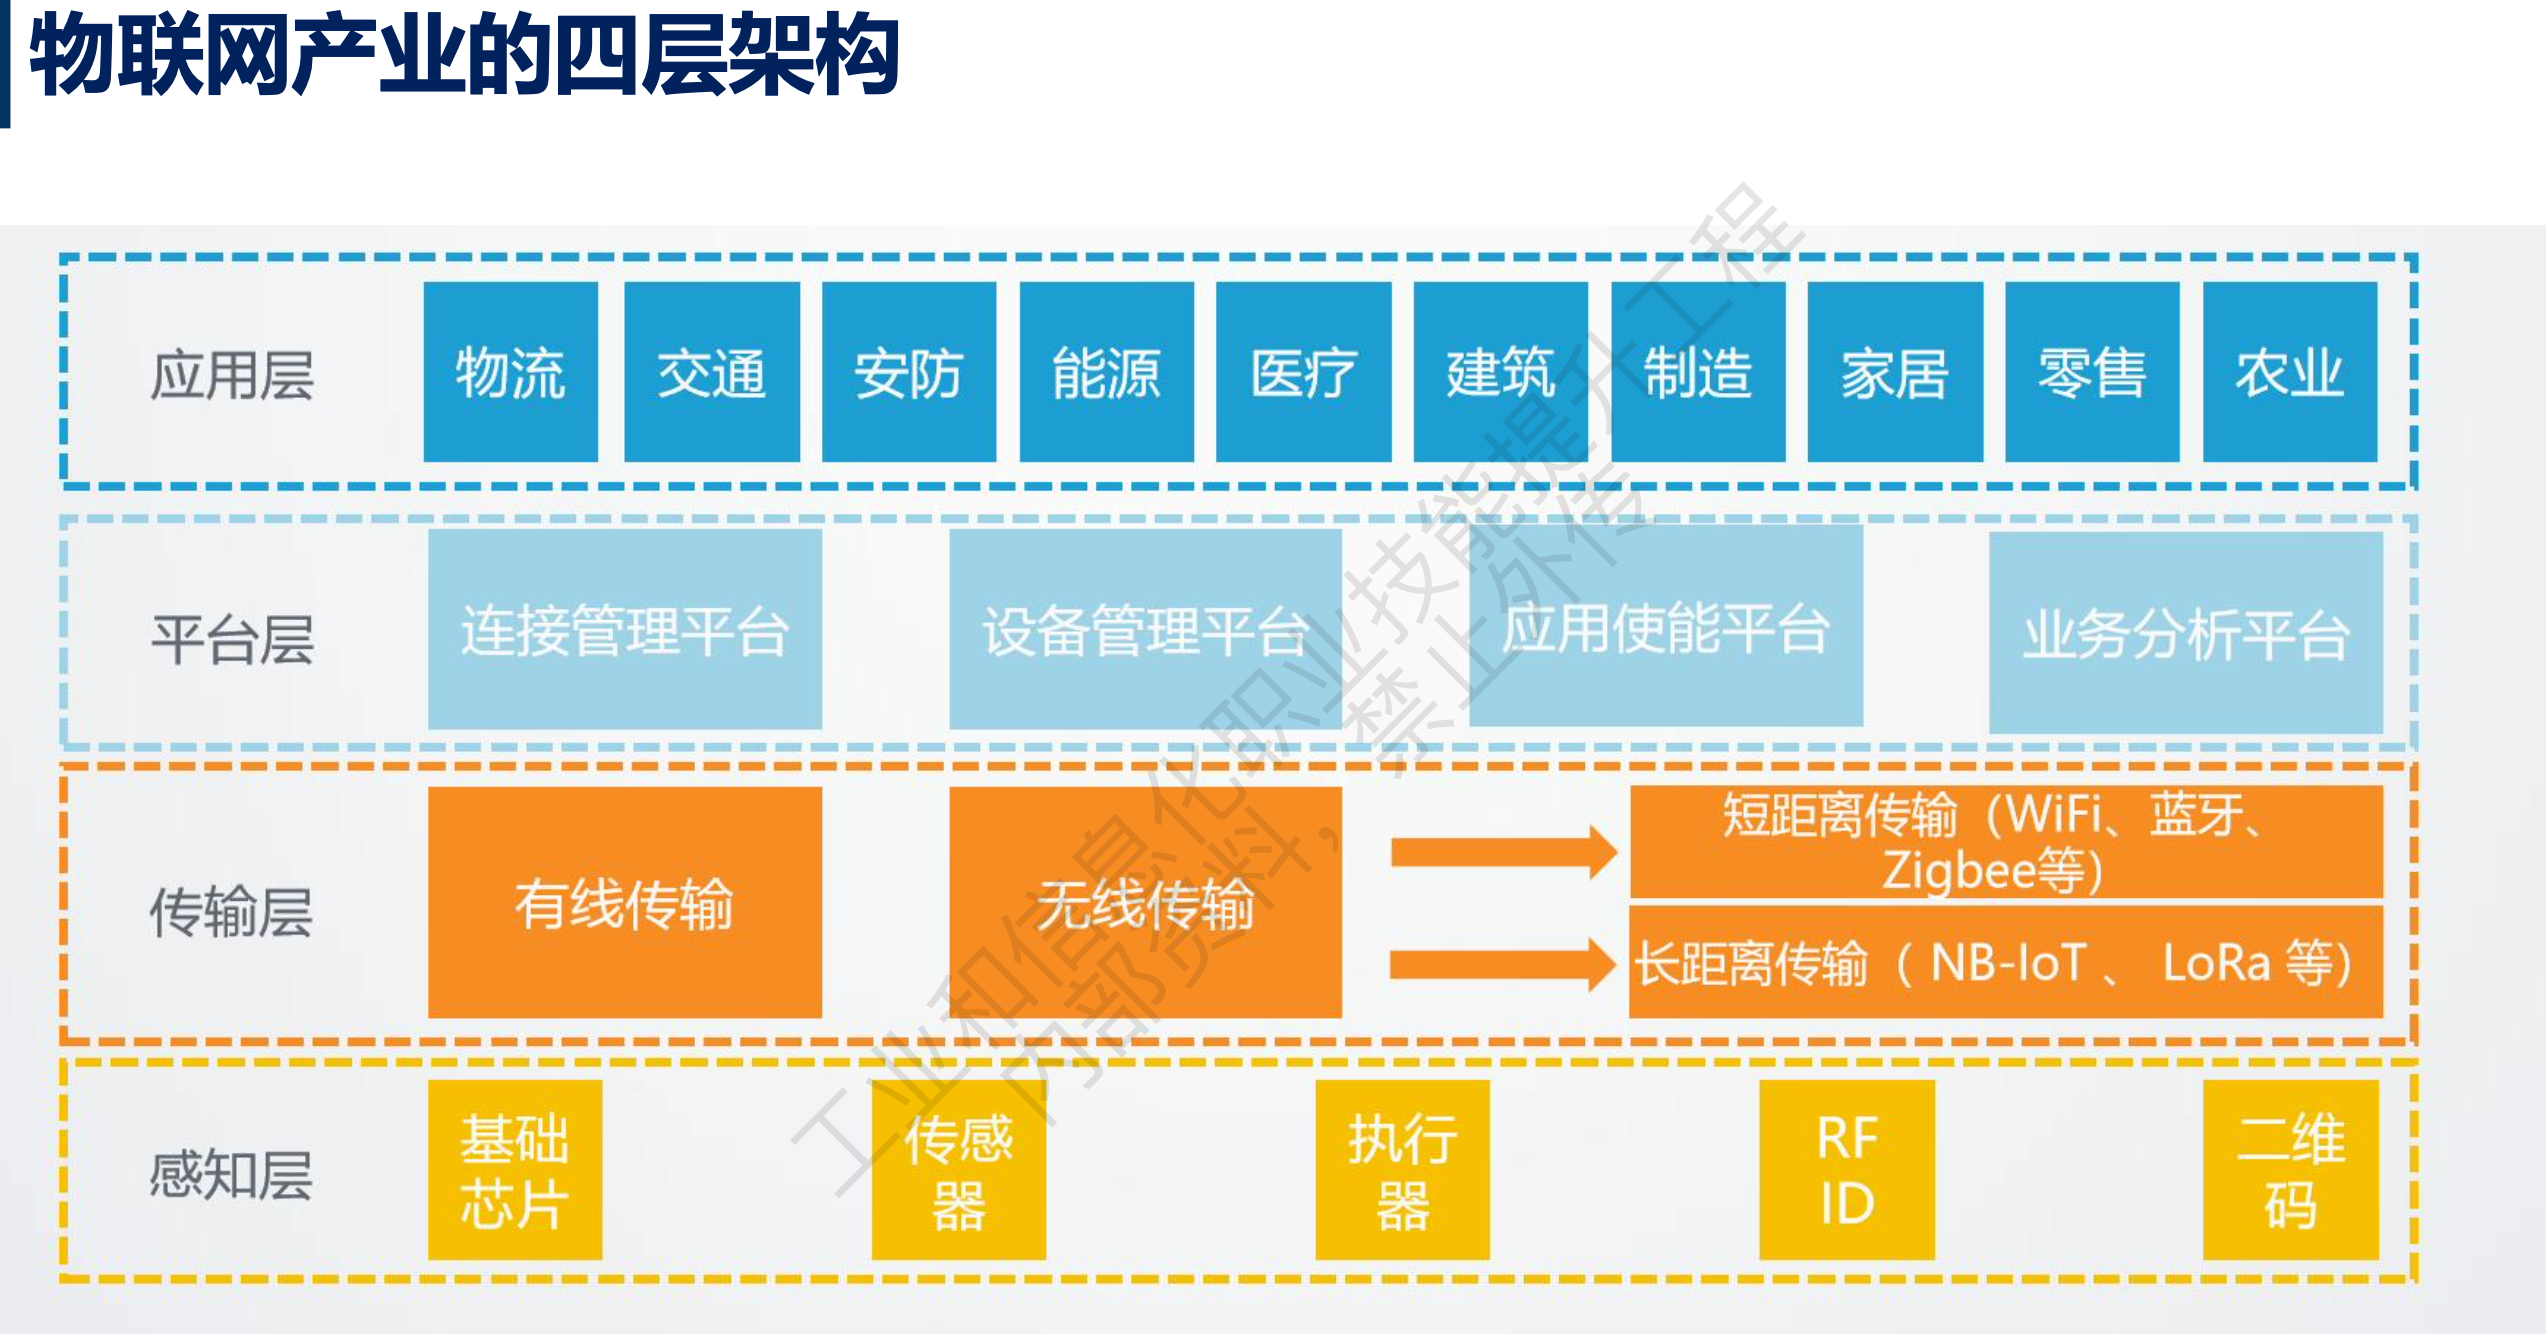 物联网产业的四层架构
应用层
物流
交通
安防
能源
医疗
建筑
制造
家居
零售
农业
平台层
连接管理平台
设备管理平台
应用使能平台
业务分析平台
传输层
有线传输
无线传输
短距离传输（WiFi、蓝牙、
Zigbee等）
长距离传输（ NB-IoT 、 LoRa 等）
感知层
基础
芯片
传感
器
执行
器
RF
ID
二维
码
工业和信息化职业技能提升工程
内部资料，禁止外传